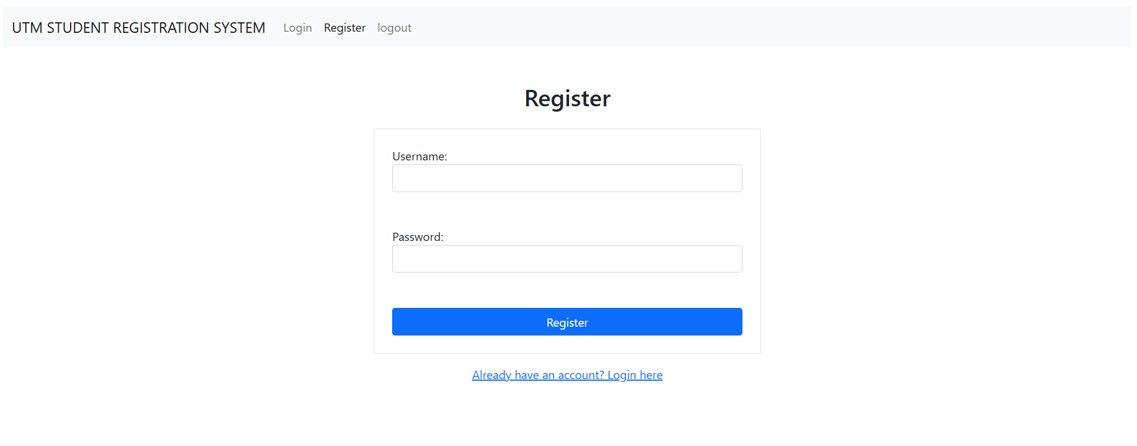 UTM STUDENT REGISTRATION SYSTEM Login Register logout
Register
Username:
Password:
Register
Already have an account? Login here